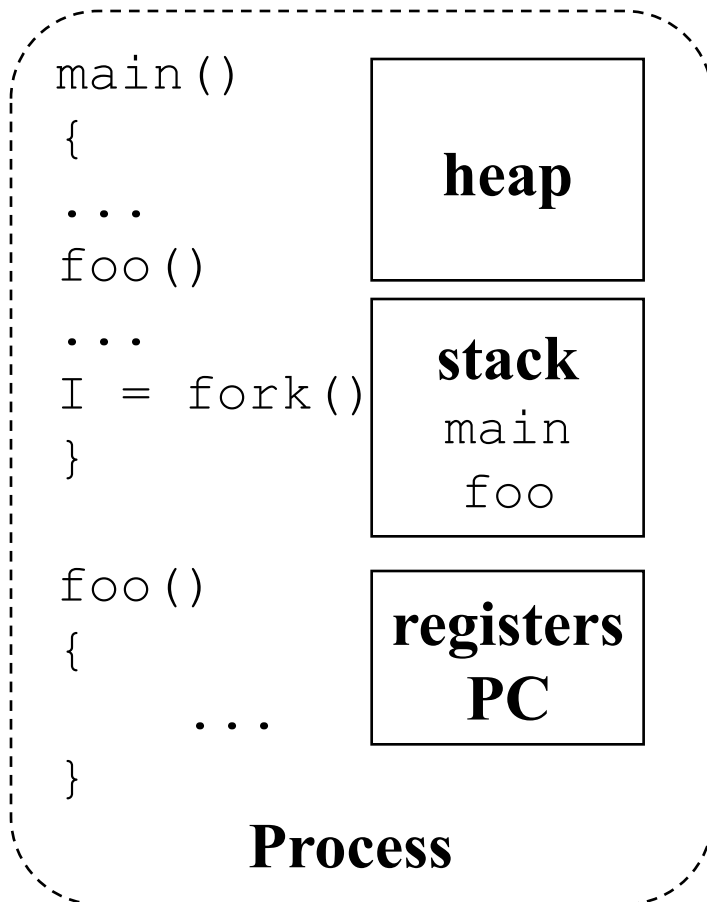 main()
{
...
foo()
...
I = fork()
}
foo()
{
...
}
heap
stack
main
foo
registers
PC
Process